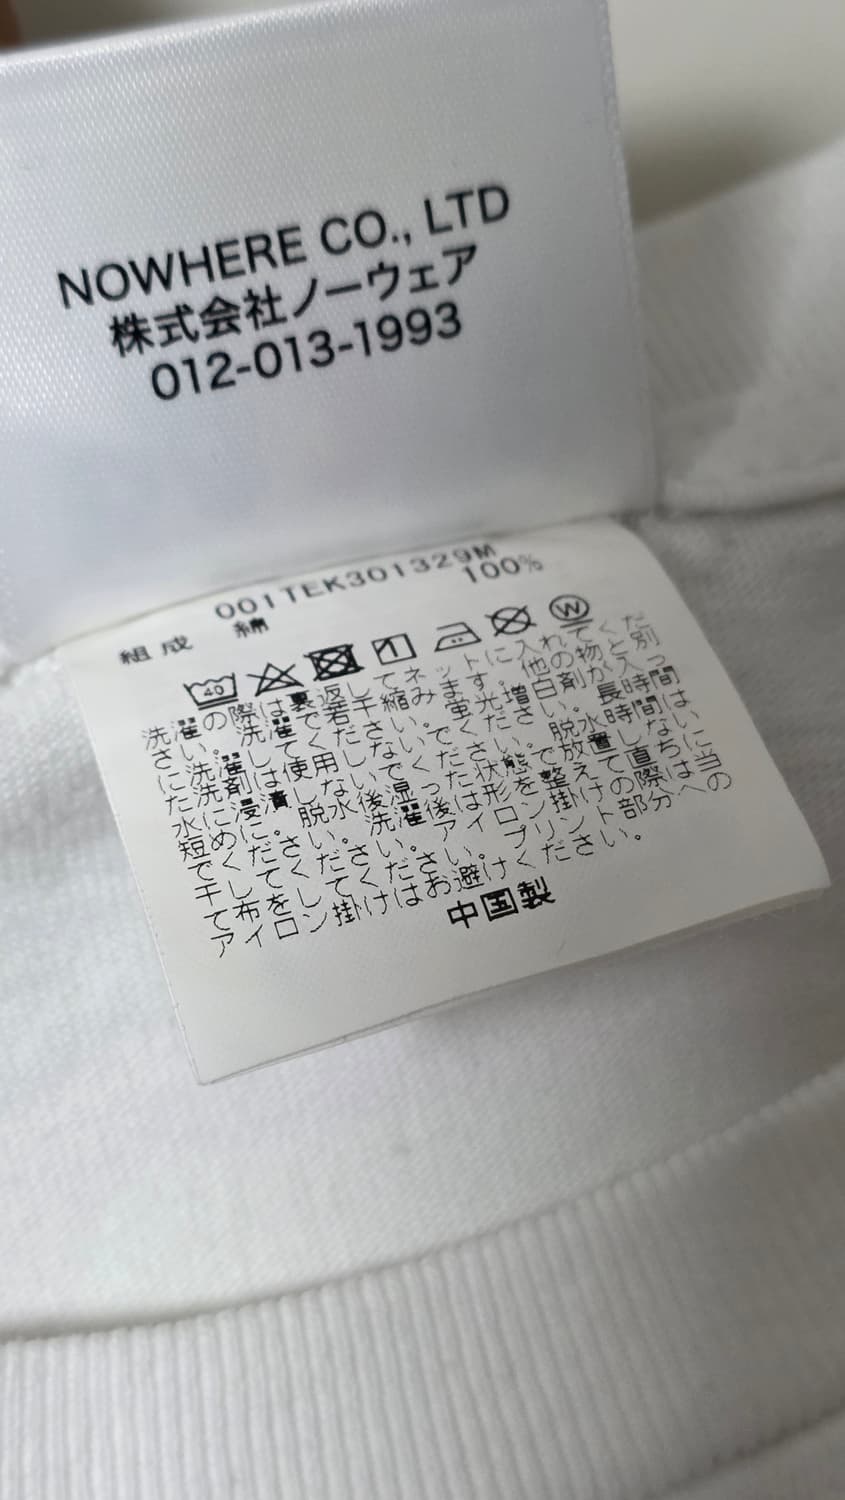 NOWHERE CO., LTD
株式会社ノーウェア
012-013-1993
001TEK301329M
組成 綿 100%
40 W
洗濯の際は裏返してネットに入れてくだ
さい。洗濯で若干縮みます。他の物と別
に洗濯してください。蛍光増白剤が入っ
た洗剤は使用しないでください。長時間
水に浸漬しないでください。脱水時間は
短めに。脱水後湿った状態で放置しない
でください。洗濯後は形を整えて直ちに
干してください。アイロン掛けの際は当
て布をしてください。プリント部分への
アイロン掛けはお避けください。
中国製